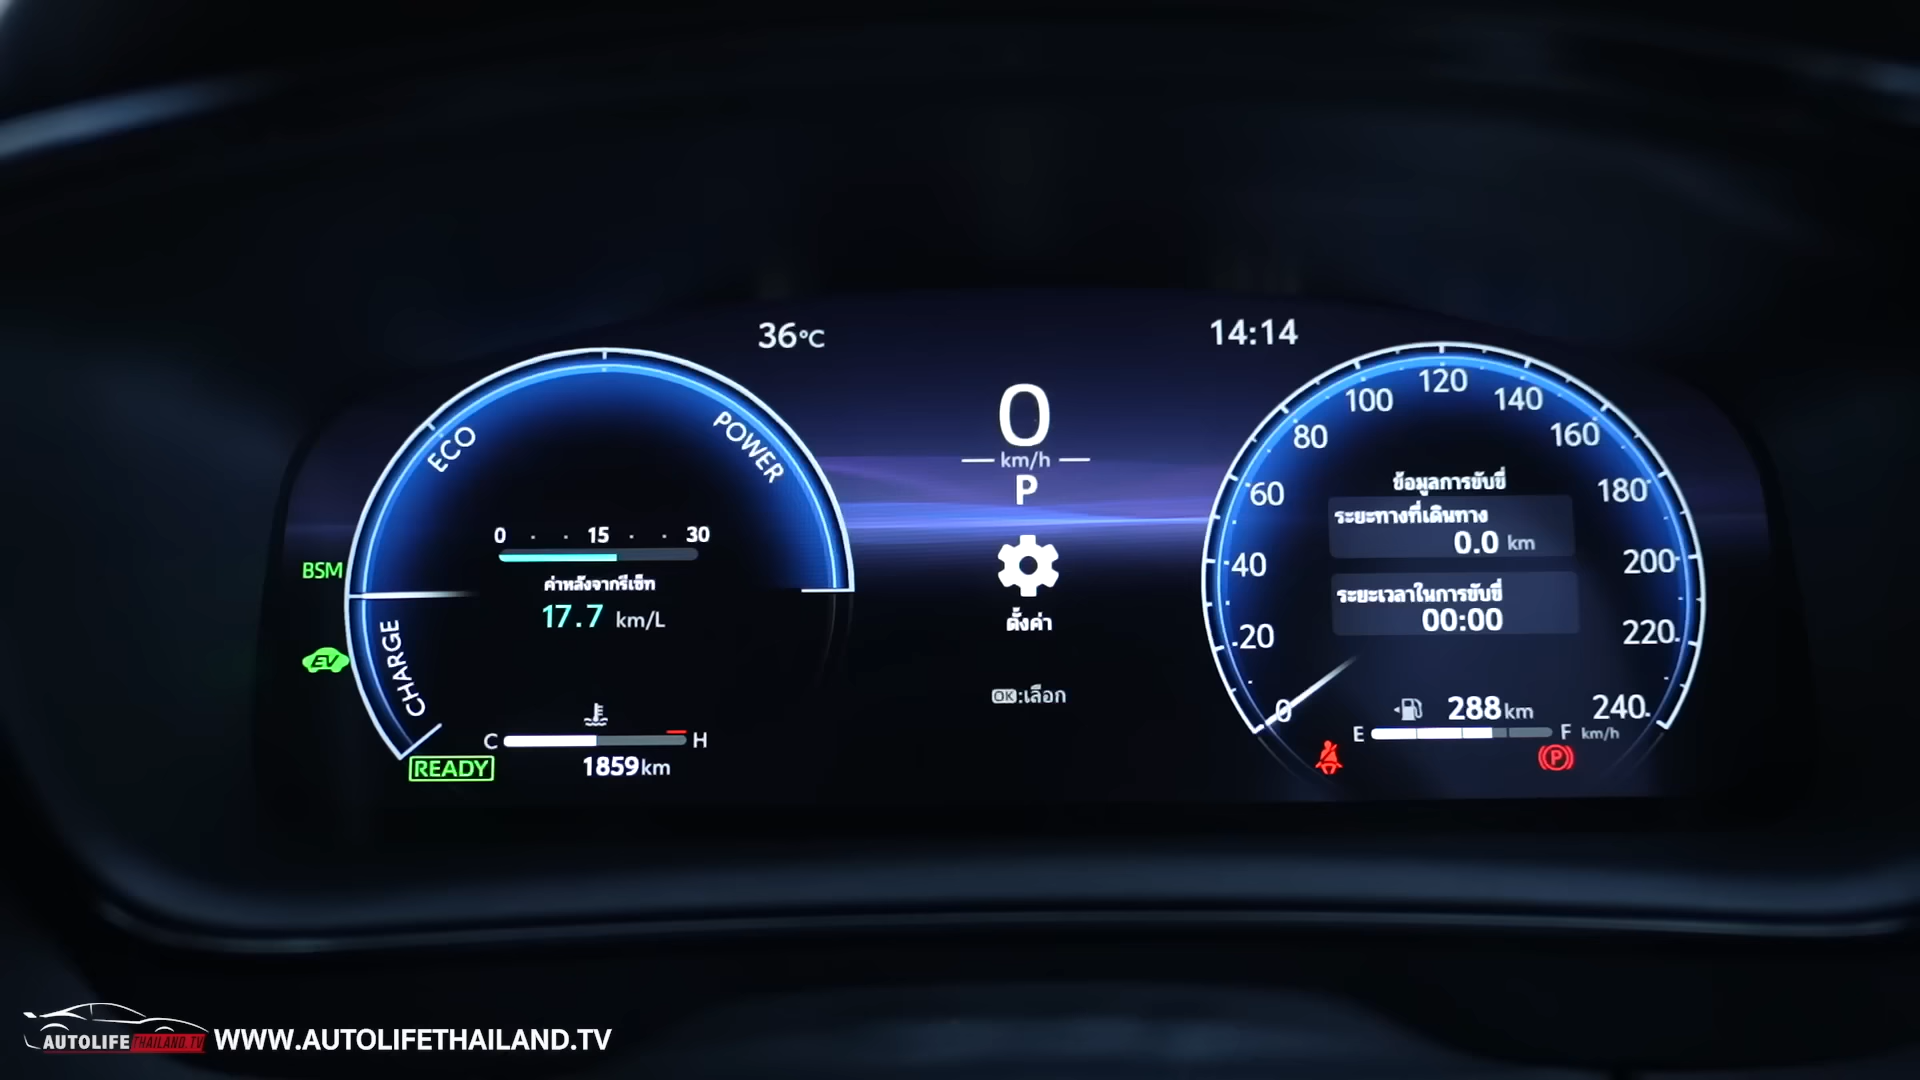 36°C
14:14
ECO
POWER
CHARGE
0 15 30
ค่าหลังจากรีเซ็ท
17.7 km/L
BSM
EV
C H
READY
1859 km
0
km/h
P
ตั้งค่า
OK:เลือก
0
20
40
60
80
100
120
140
160
180
200
220
240
km/h
ข้อมูลการขับขี่
ระยะทางที่เดินทาง
0.0 km
ระยะเวลาในการขับขี่
00:00
288 km
E F
P
AUTOLIFETHAILAND.TV
WWW.AUTOLIFETHAILAND.TV